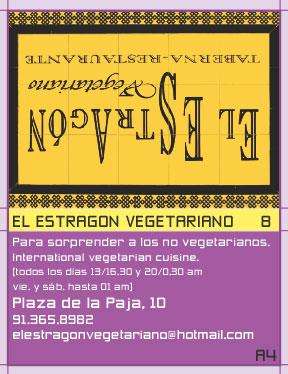 EL ESTRAGÓN
Vegetariano
TABERNA-RESTAURANTE
EL ESTRAGON VEGETARIANO 8
Para sorprender a los no vegetarianos.
International vegetarian cuisine.
(todos los días 13/16.30 y 20/0.30 am
vie. y sáb. hasta 01 am)
Plaza de la Paja, 10
91.365.8982
elestragonvegetariano@hotmail.com
A4